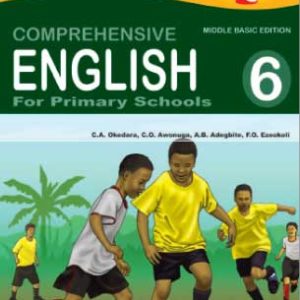 COMPREHENSIVE
MIDDLE BASIC EDITION
ENGLISH
6
For Primary Schools
C.A. Okedara, C.O. Awonuga, A.B. Adegbite, F.O. Ezeokoli